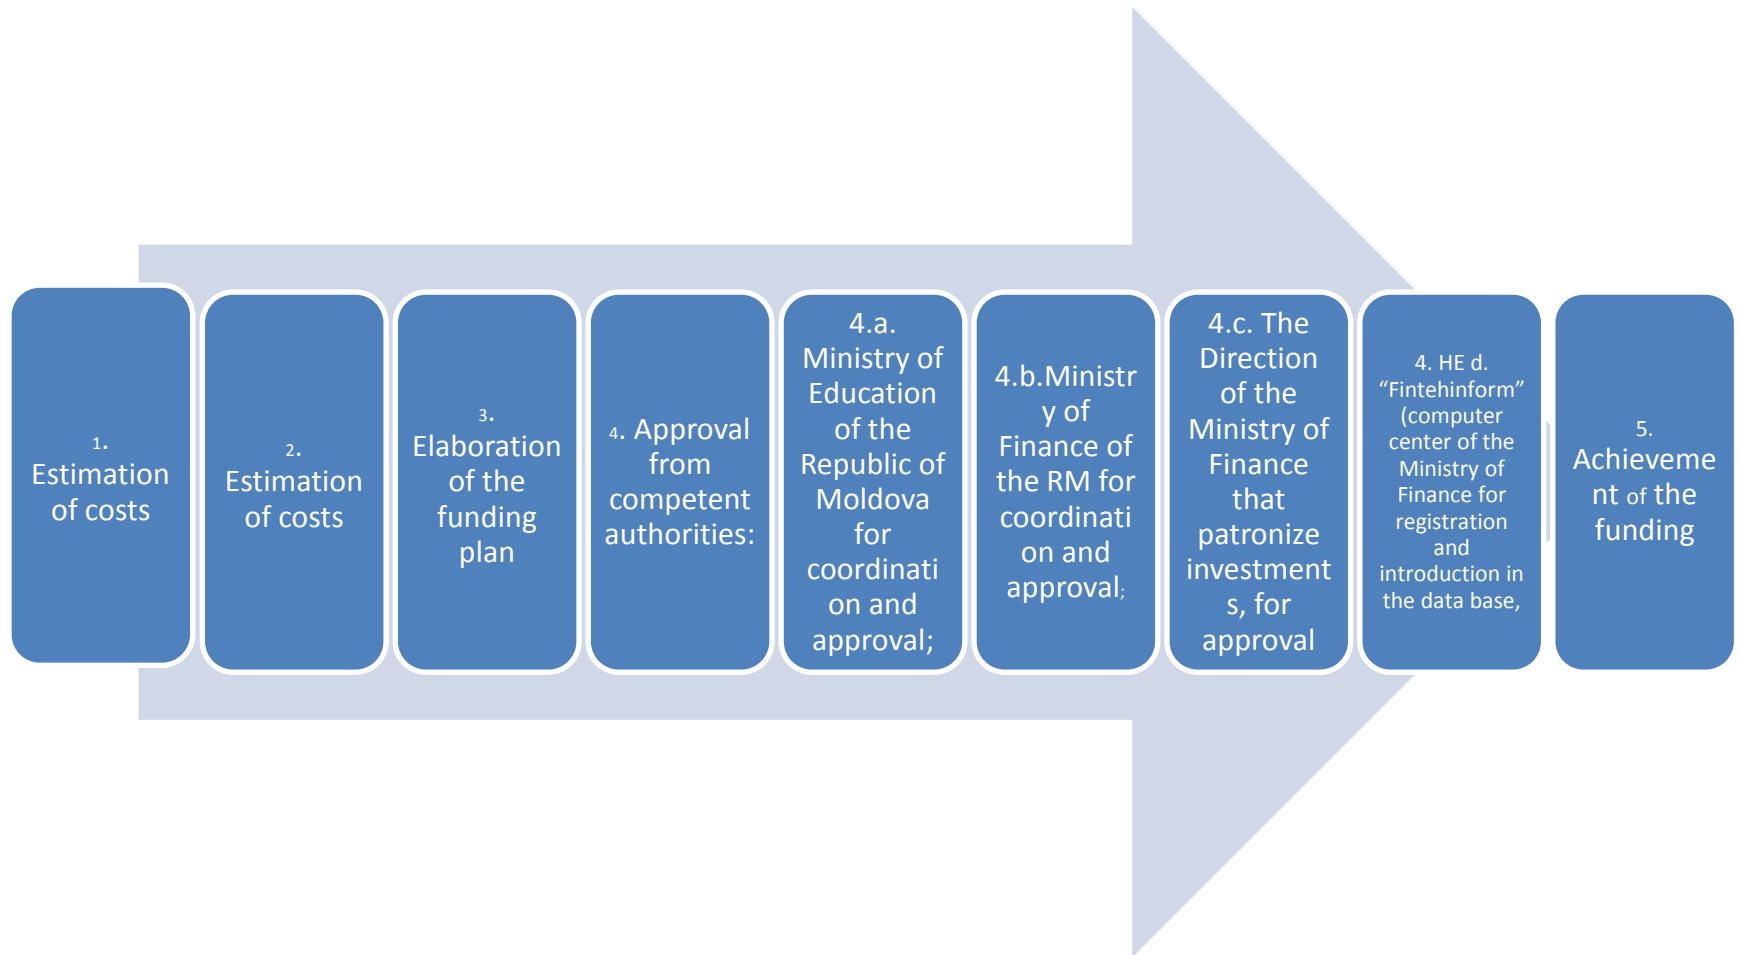 1.
Estimation
of costs
2.
Estimation
of costs
3.
Elaboration
of the
funding
plan
4. Approval
from
competent
authorities:
4.a.
Ministry of
Education
of the
Republic of
Moldova
for
coordinati
on and
approval;
4.b.Ministr
y of
Finance of
the RM for
coordinati
on and
approval;
4.c. The
Direction
of the
Ministry of
Finance
that
patronize
investment
s, for
approval
4. HE d.
“Fintehinform”
(computer
center of the
Ministry of
Finance for
registration
and
introduction in
the data base,
5.
Achieveme
nt of the
funding